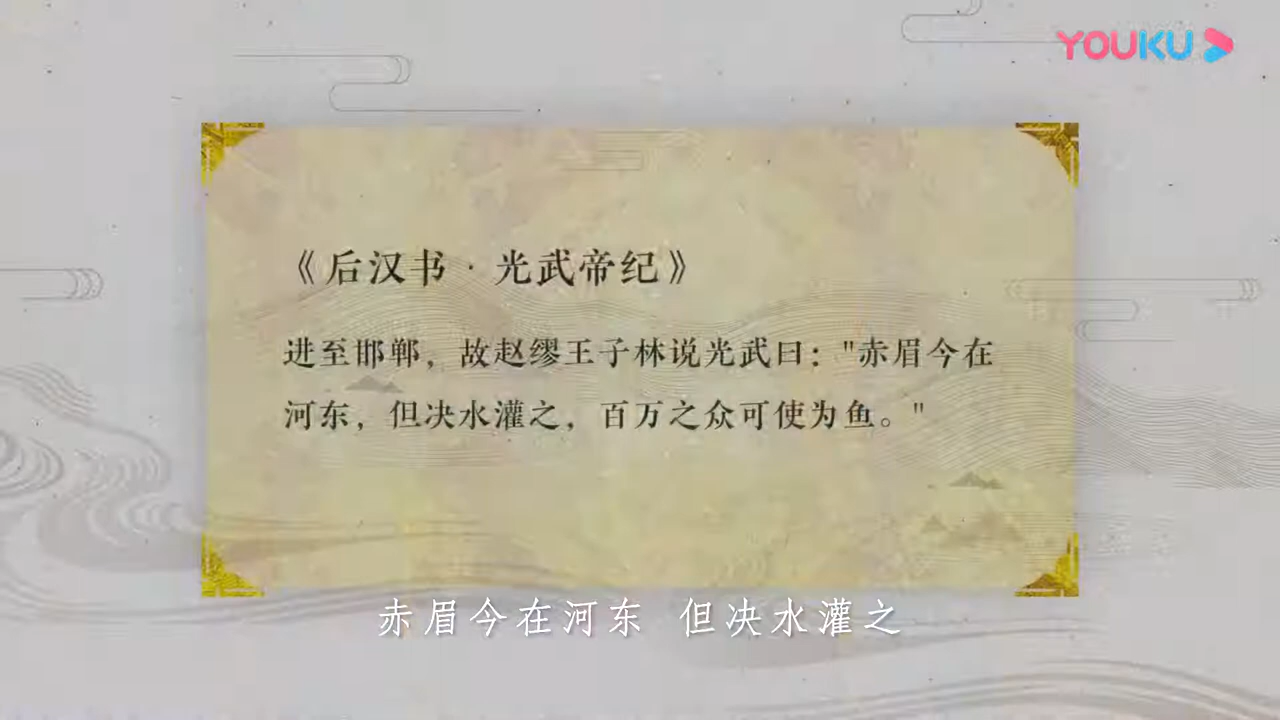 YOUKU
《后汉书·光武帝纪》
进至邯郸，故赵缪王子林说光武曰："赤眉今在
河东，但决水灌之，百万之众可使为鱼。"
赤眉今在河东 但决水灌之